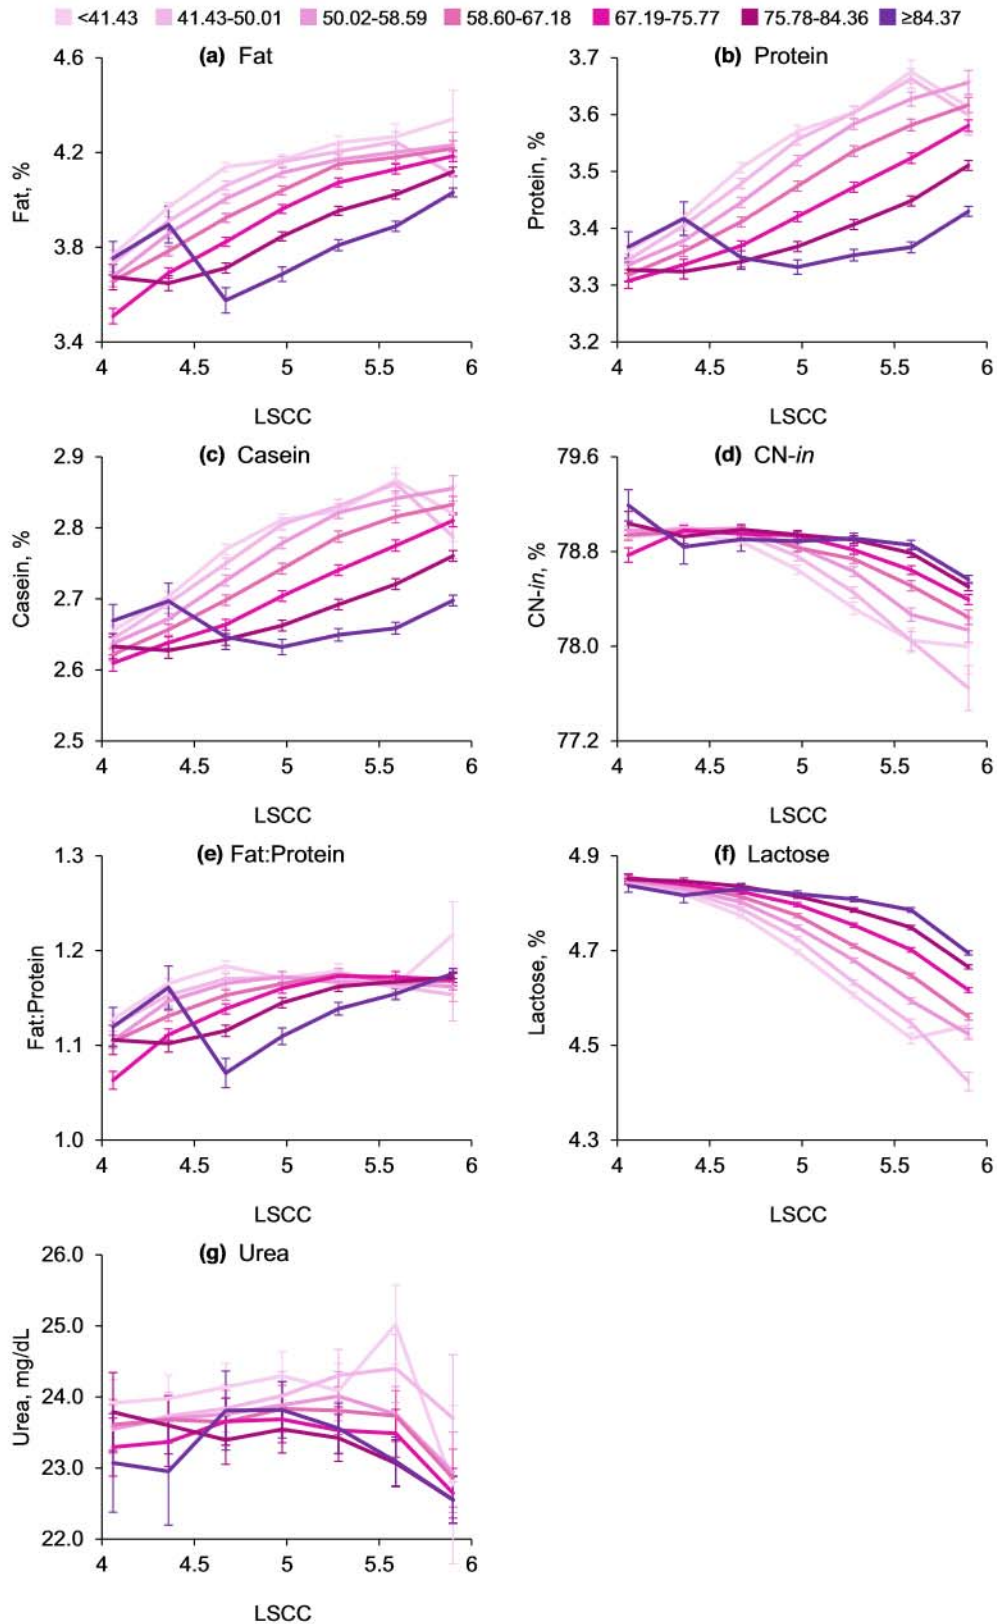 <41.43 41.43-50.01 50.02-58.59 58.60-67.18 67.19-75.77 75.78-84.36 ≥84.37
(a) Fat
4.6
4.2
3.8
3.4
Fat, %
4 4.5 5 5.5 6
LSCC
(b) Protein
3.7
3.6
3.5
3.4
3.3
3.2
Protein, %
4 4.5 5 5.5 6
LSCC
(c) Casein
2.9
2.8
2.7
2.6
2.5
Casein, %
4 4.5 5 5.5 6
LSCC
(d) CN-in
79.6
78.8
78.0
77.2
CN-in, %
4 4.5 5 5.5 6
LSCC
(e) Fat:Protein
1.3
1.2
1.1
1.0
Fat:Protein
4 4.5 5 5.5 6
LSCC
(f) Lactose
4.9
4.7
4.5
4.3
Lactose, %
4 4.5 5 5.5 6
LSCC
(g) Urea
26.0
25.0
24.0
23.0
22.0
Urea, mg/dL
4 4.5 5 5.5 6
LSCC